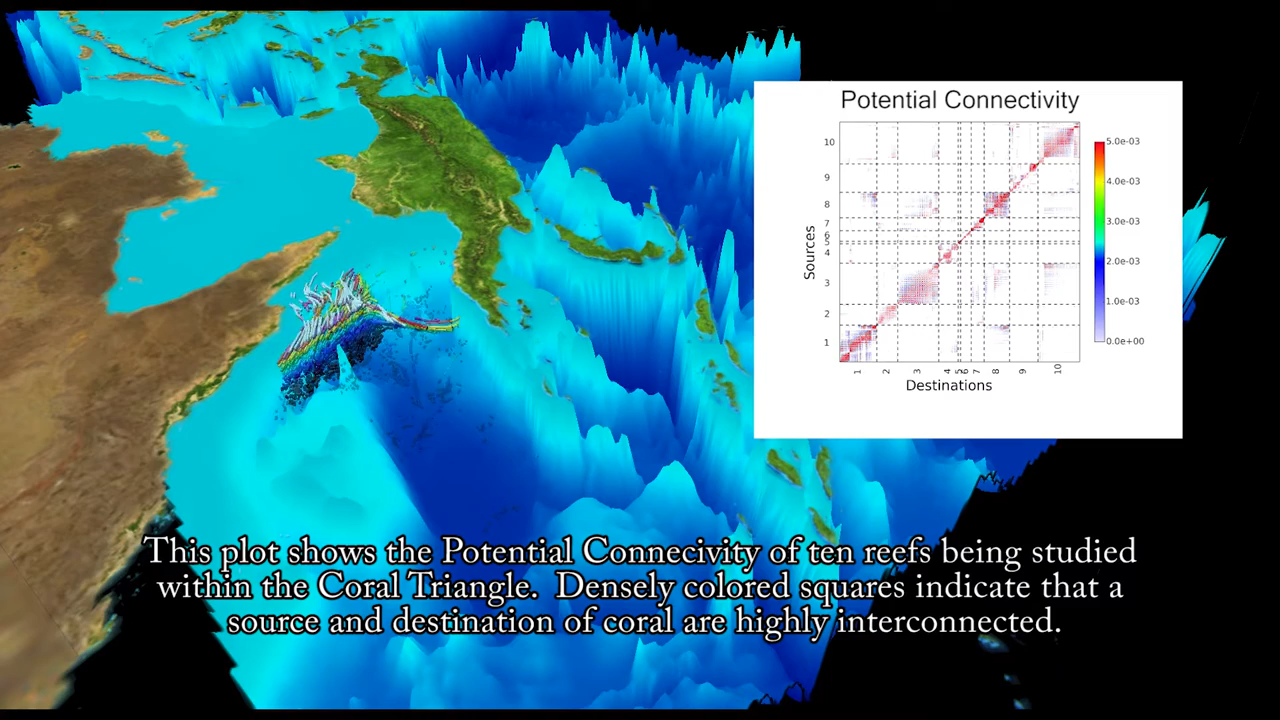 Potential Connectivity
10
9
8
7
6
5
4
3
2
1
Sources
1
2
3
4
5
6
7
8
9
10
Destinations
5.0e-03
4.0e-03
3.0e-03
2.0e-03
1.0e-03
0.0e+00
This plot shows the Potential Connecivity of ten reefs being studied
within the Coral Triangle. Densely colored squares indicate that a
source and destination of coral are highly interconnected.